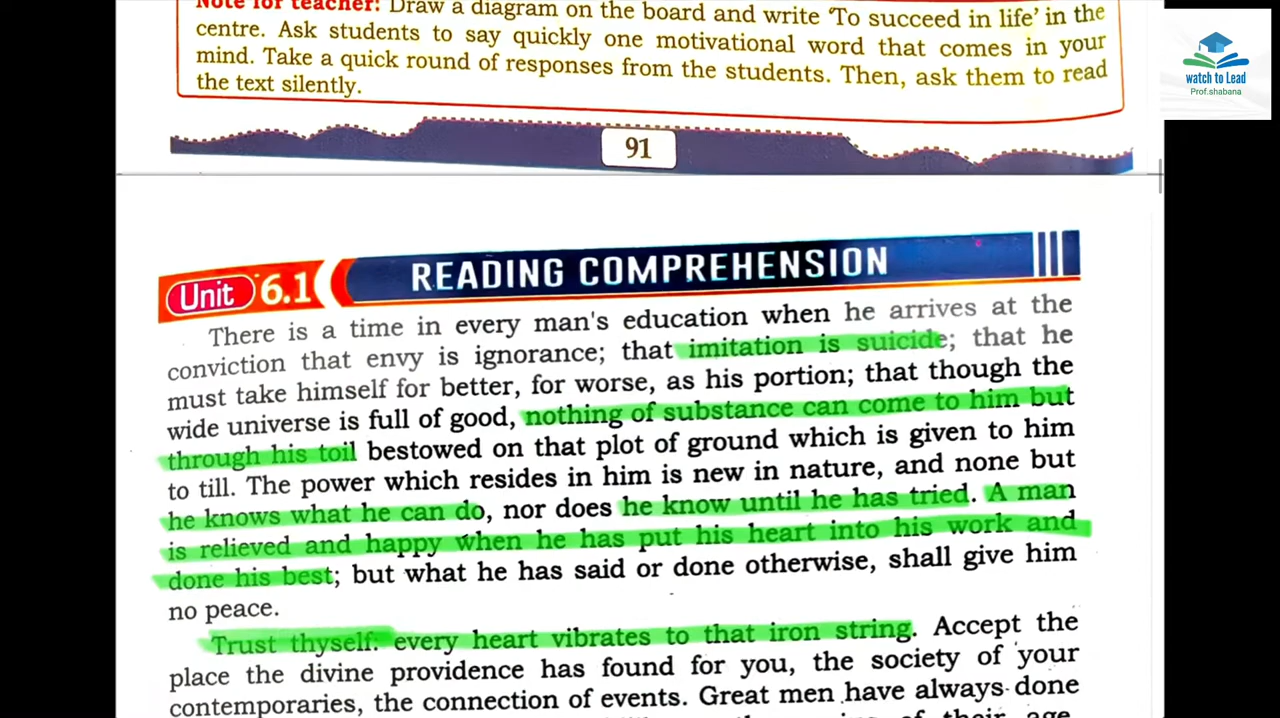 Note for teacher: Draw a diagram on the board and write 'To succeed in life' in the
centre. Ask students to say quickly one motivational word that comes in your
mind. Take a quick round of responses from the students. Then, ask them to read
the text silently.
watch to Lead
Prof.shabana
91
Unit 6.1 READING COMPREHENSION
There is a time in every man's education when he arrives at the
conviction that envy is ignorance; that imitation is suicide; that he
must take himself for better, for worse, as his portion; that though the
wide universe is full of good, nothing of substance can come to him but
through his toil bestowed on that plot of ground which is given to him
to till. The power which resides in him is new in nature, and none but
he knows what he can do, nor does he know until he has tried. A man
is relieved and happy when he has put his heart into his work and
done his best; but what he has said or done otherwise, shall give him
no peace.
Trust thyself: every heart vibrates to that iron string. Accept the
place the divine providence has found for you, the society of your
contemporaries, the connection of events. Great men have always done
of their age